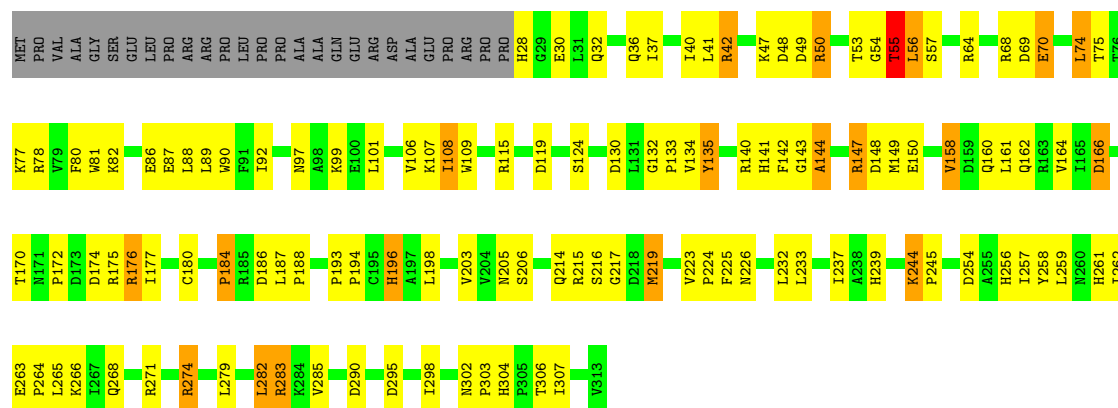 MET PRO VAL ALA GLY SER GLU LEU PRO ARG ARG PRO LEU PRO PRO ALA ALA GLN GLU ARG ASP ALA GLU PRO ARG PRO PRO H28 G29 E30 L31 Q32 Q36 I37 I40 L41 R42 K47 D48 D49 R50 T53 G54 T55 L56 S57 R64 R68 D69 E70 L74 T75 T76
K77 R78 V79 F80 W81 K82 E86 E87 L88 L89 W90 F91 I92 N97 A98 K99 E100 L101 V106 K107 I108 W109 R115 D119 S124 D130 L131 G132 P133 V134 Y135 R140 H141 F142 G143 A144 R147 D148 M149 E150 V158 D159 Q160 L161 Q162 R163 V164 I165 D166
T170 N171 P172 D173 D174 R175 R176 I177 C180 P184 R185 D186 L187 P188 P193 P194 C195 H196 A197 L198 V203 V204 N205 S206 Q214 R215 S216 G217 D218 M219 V223 P224 F225 N226 L232 L233 I237 A238 H239 K244 P245 D254 A255 H256 I257 Y258 L259 N260 H261 I262
E263 P264 L265 K266 I267 Q268 R271 R274 L279 L282 R283 K284 V285 D290 D295 I298 N302 P303 H304 P305 T306 I307 V313